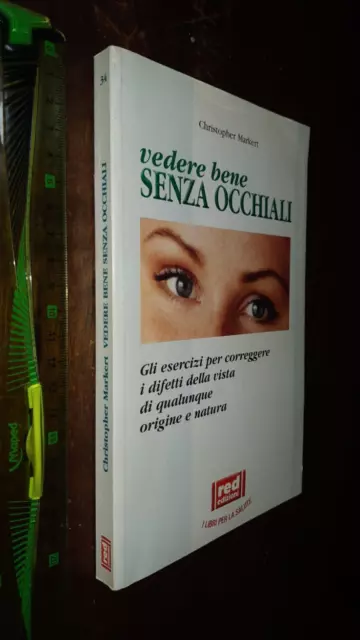 Christopher Markert
vedere bene
SENZA OCCHIALI
Gli esercizi per correggere
i difetti della vista
di qualunque
origine e natura
red
edizioni
I LIBRI PER LA SALUTE
34
Christopher Markert VEDERE BENE SENZA OCCHIALI
red
Maped